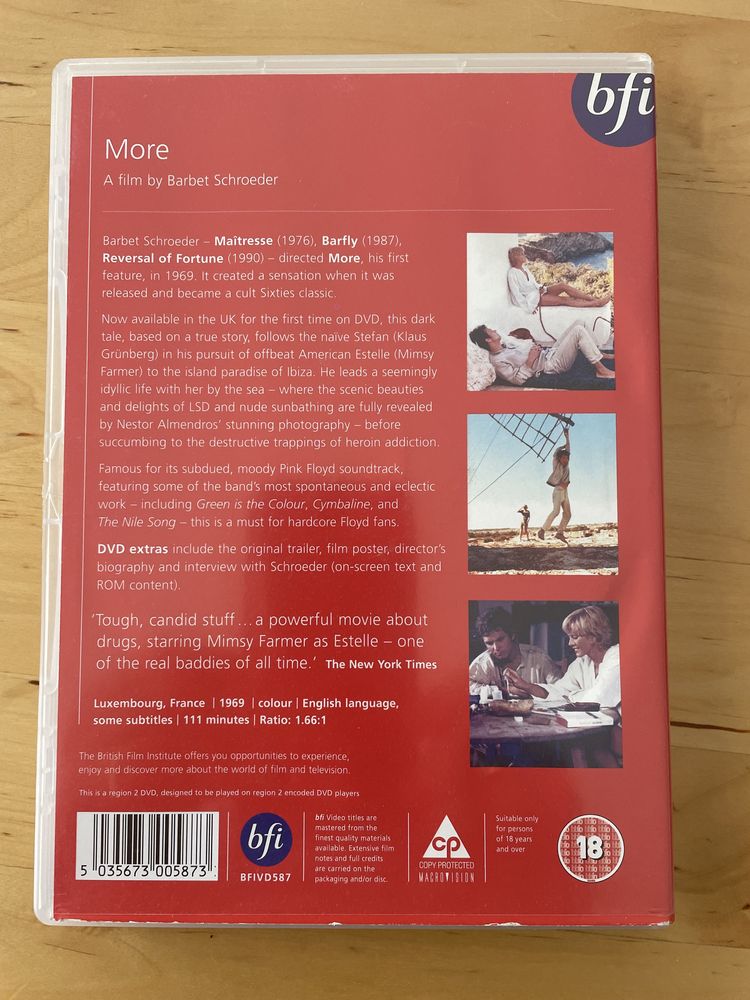 bfi
More
A film by Barbet Schroeder
Barbet Schroeder – Maîtresse (1976), Barfly (1987),
Reversal of Fortune (1990) – directed More, his first
feature, in 1969. It created a sensation when it was
released and became a cult Sixties classic.
Now available in the UK for the first time on DVD, this dark
tale, based on a true story, follows the naïve Stefan (Klaus
Grünberg) in his pursuit of offbeat American Estelle (Mimsy
Farmer) to the island paradise of Ibiza. He leads a seemingly
idyllic life with her by the sea – where the scenic beauties
and delights of LSD and nude sunbathing are fully revealed
by Nestor Almendros' stunning photography – before
succumbing to the destructive trappings of heroin addiction.
Famous for its subdued, moody Pink Floyd soundtrack,
featuring some of the band's most spontaneous and eclectic
work – including Green is the Colour, Cymbaline, and
The Nile Song – this is a must for hardcore Floyd fans.
DVD extras include the original trailer, film poster, director's
biography and interview with Schroeder (on-screen text and
ROM content).
'Tough, candid stuff...a powerful movie about
drugs, starring Mimsy Farmer as Estelle – one
of the real baddies of all time.' The New York Times
Luxembourg, France | 1969 | colour | English language,
some subtitles | 111 minutes | Ratio: 1.66:1
The British Film Institute offers you opportunities to experience,
enjoy and discover more about the world of film and television.
This is a region 2 DVD, designed to be played on region 2 encoded DVD players
5 035673 005873
bfi
BFIVD587
bfi Video titles are
mastered from the
finest quality materials
available. Extensive film
notes and full credits
are carried on the
packaging and/or disc.
cp
COPY PROTECTED
MACROVISION
Suitable only
for persons
of 18 years
and over
18